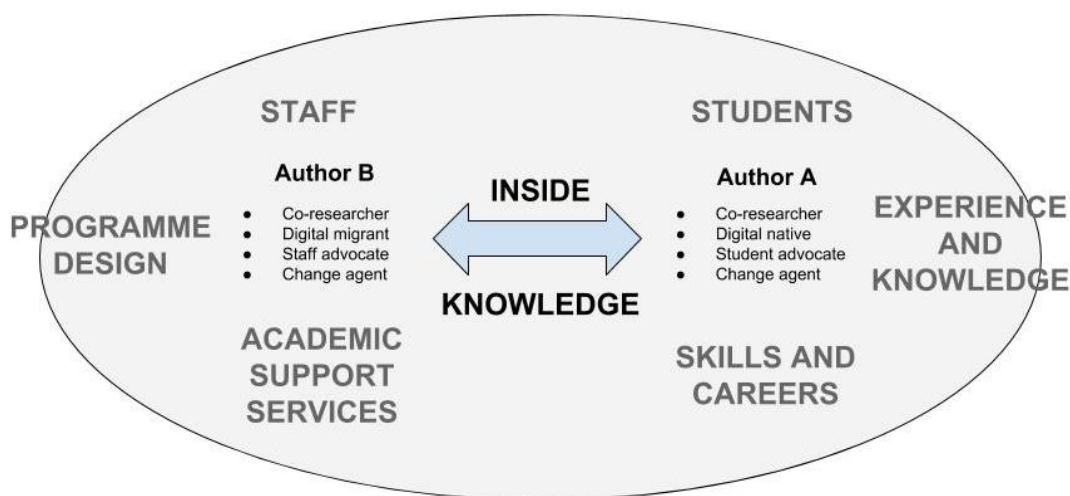 STAFF
STUDENTS
Author B
Co-researcher
Digital migrant
Staff advocate
Change agent
INSIDE
KNOWLEDGE
Author A
Co-researcher
Digital native
Student advocate
Change agent
PROGRAMME
DESIGN
EXPERIENCE
AND
KNOWLEDGE
ACADEMIC
SUPPORT
SERVICES
SKILLS AND
CAREERS